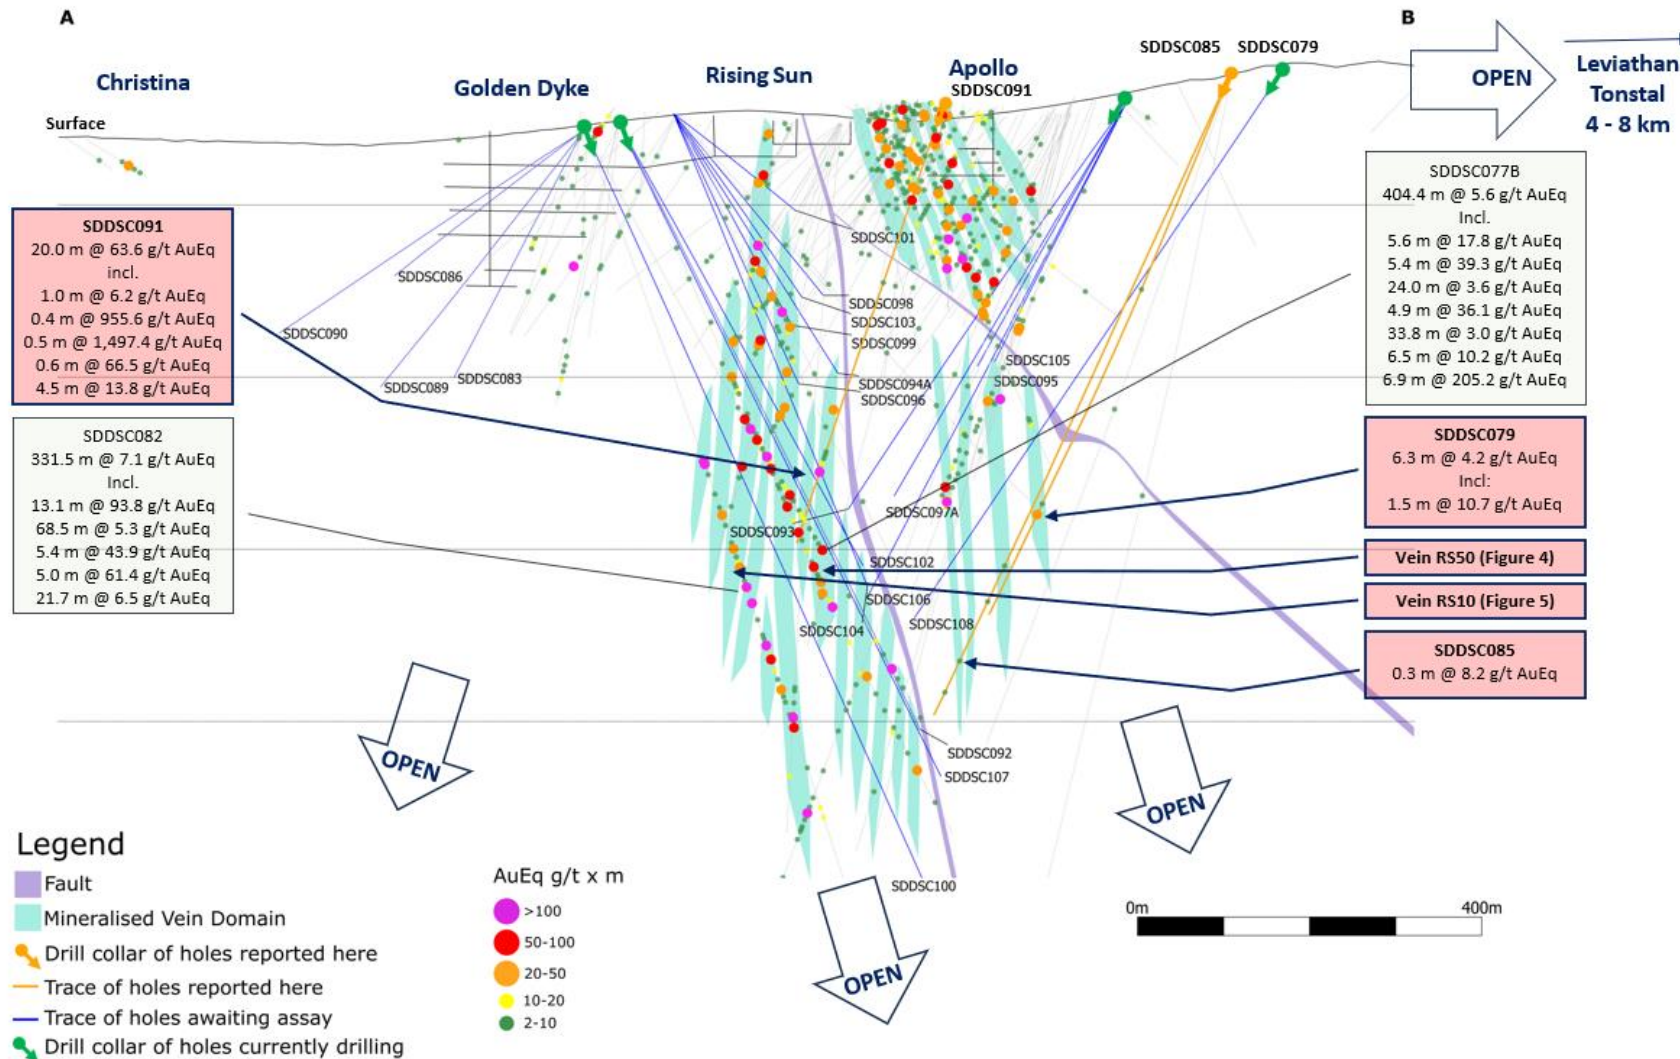 A
B
Christina
Golden Dyke
Rising Sun
Apollo
SDDSC091
SDDSC085
SDDSC079
OPEN
Leviathan
Tonstal
4 - 8 km
Surface
SDDSC091
20.0 m @ 63.6 g/t AuEq
incl.
1.0 m @ 6.2 g/t AuEq
0.4 m @ 955.6 g/t AuEq
0.5 m @ 1,497.4 g/t AuEq
0.6 m @ 66.5 g/t AuEq
4.5 m @ 13.8 g/t AuEq
SDDSC082
331.5 m @ 7.1 g/t AuEq
Incl.
13.1 m @ 93.8 g/t AuEq
68.5 m @ 5.3 g/t AuEq
5.4 m @ 43.9 g/t AuEq
5.0 m @ 61.4 g/t AuEq
21.7 m @ 6.5 g/t AuEq
SDDSC086
SDDSC090
SDDSC089
SDDSC083
SDDSC101
SDDSC098
SDDSC103
SDDSC099
SDDSC094A
SDDSC096
SDDSC105
SDDSC095
SDDSC097A
SDDSC093
SDDSC102
SDDSC106
SDDSC104
SDDSC108
SDDSC092
SDDSC107
SDDSC100
SDDSC077B
404.4 m @ 5.6 g/t AuEq
Incl.
5.6 m @ 17.8 g/t AuEq
5.4 m @ 39.3 g/t AuEq
24.0 m @ 3.6 g/t AuEq
4.9 m @ 36.1 g/t AuEq
33.8 m @ 3.0 g/t AuEq
6.5 m @ 10.2 g/t AuEq
6.9 m @ 205.2 g/t AuEq
SDDSC079
6.3 m @ 4.2 g/t AuEq
Incl:
1.5 m @ 10.7 g/t AuEq
Vein RS50 (Figure 4)
Vein RS10 (Figure 5)
SDDSC085
0.3 m @ 8.2 g/t AuEq
OPEN
OPEN
OPEN
Legend
Fault
Mineralised Vein Domain
Drill collar of holes reported here
Trace of holes reported here
Trace of holes awaiting assay
Drill collar of holes currently drilling
AuEq g/t x m
>100
50-100
20-50
10-20
2-10
0m
400m